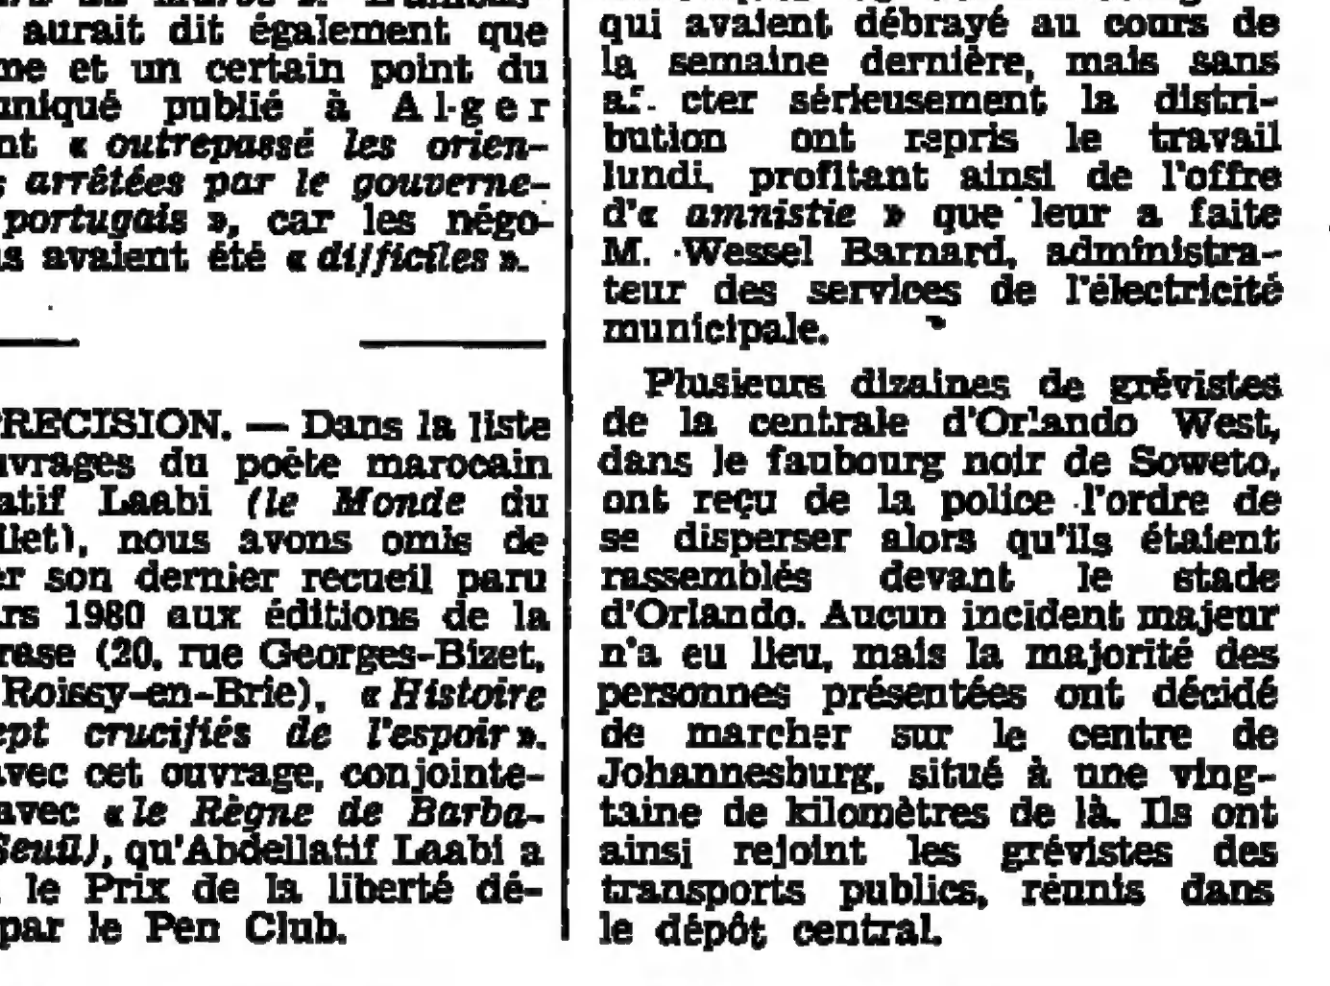 aurait dit également que
me et un certain point du
uniqué publié à Alger
nt « outrepassé les orien-
s arrêtées par le gouverne-
portugais », car les négo-
s avaient été « difficiles ».
PRECISION. — Dans la liste
uvrages du poète marocain
atif Laabi (le Monde du
llet), nous avons omis de
er son dernier recueil paru
rs 1980 aux éditions de la
rase (20, rue Georges-Bizet,
Roissy-en-Brie), « Histoire
ept crucifiés de l'espoir ».
avec cet ouvrage, conjointe-
avec « le Règne de Barba-
Seuil), qu'Abdellatif Laabi a
le Prix de la liberté dé-
par le Pen Club.
qui avaient débrayé au cours de
la semaine dernière, mais sans
cter sérieusement la distri-
bution ont repris le travail
lundi, profitant ainsi de l'offre
d'« amnistie » que leur a faite
M. Wessel Barnard, administra-
teur des services de l'électricité
municipale.
Plusieurs dizaines de grévistes
de la centrale d'Orlando West,
dans le faubourg noir de Soweto,
ont reçu de la police l'ordre de
se disperser alors qu'ils étaient
rassemblés devant le stade
d'Orlando. Aucun incident majeur
n'a eu lieu, mais la majorité des
personnes présentées ont décidé
de marcher sur le centre de
Johannesburg, situé à une ving-
taine de kilomètres de là. Ils ont
ainsi rejoint les grévistes des
transports publics, réunis dans
le dépôt central.